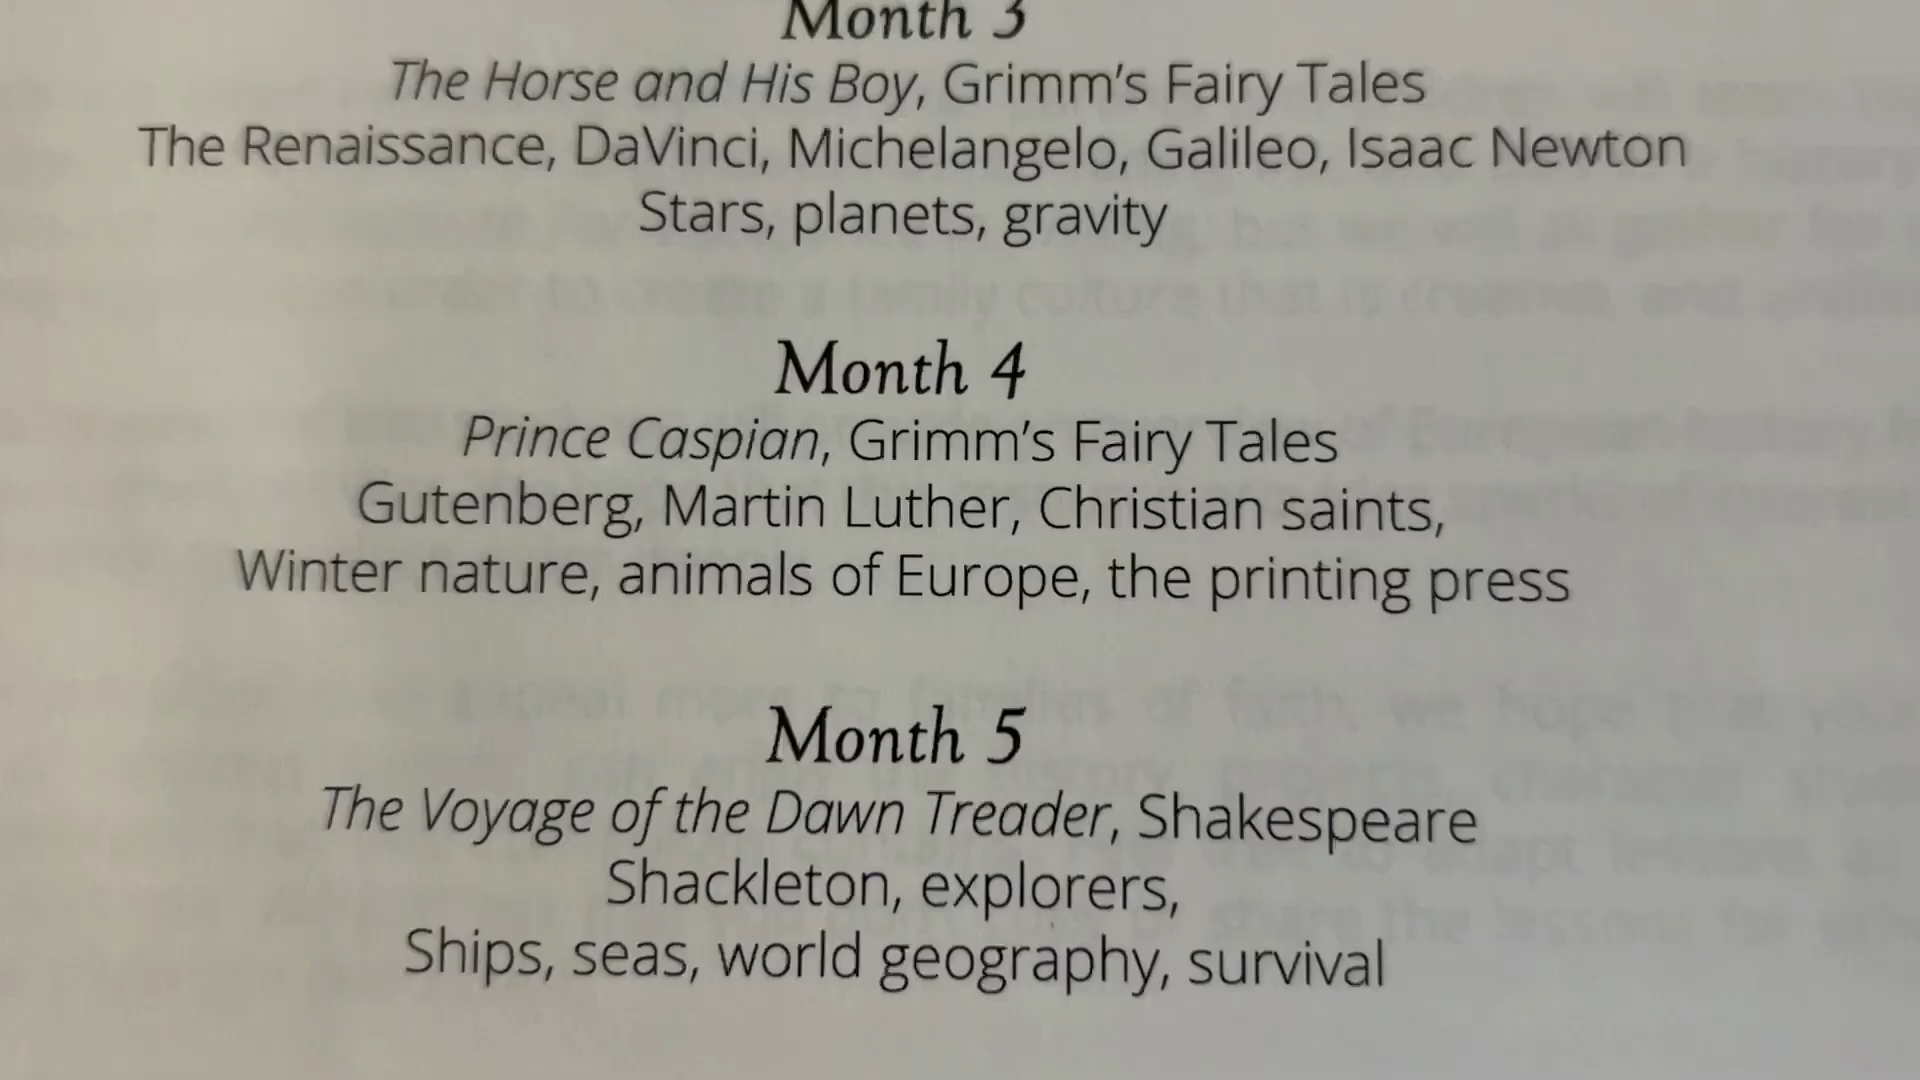 Month 3
The Horse and His Boy, Grimm's Fairy Tales
The Renaissance, DaVinci, Michelangelo, Galileo, Isaac Newton
Stars, planets, gravity
Month 4
Prince Caspian, Grimm's Fairy Tales
Gutenberg, Martin Luther, Christian saints,
Winter nature, animals of Europe, the printing press
Month 5
The Voyage of the Dawn Treader, Shakespeare
Shackleton, explorers,
Ships, seas, world geography, survival